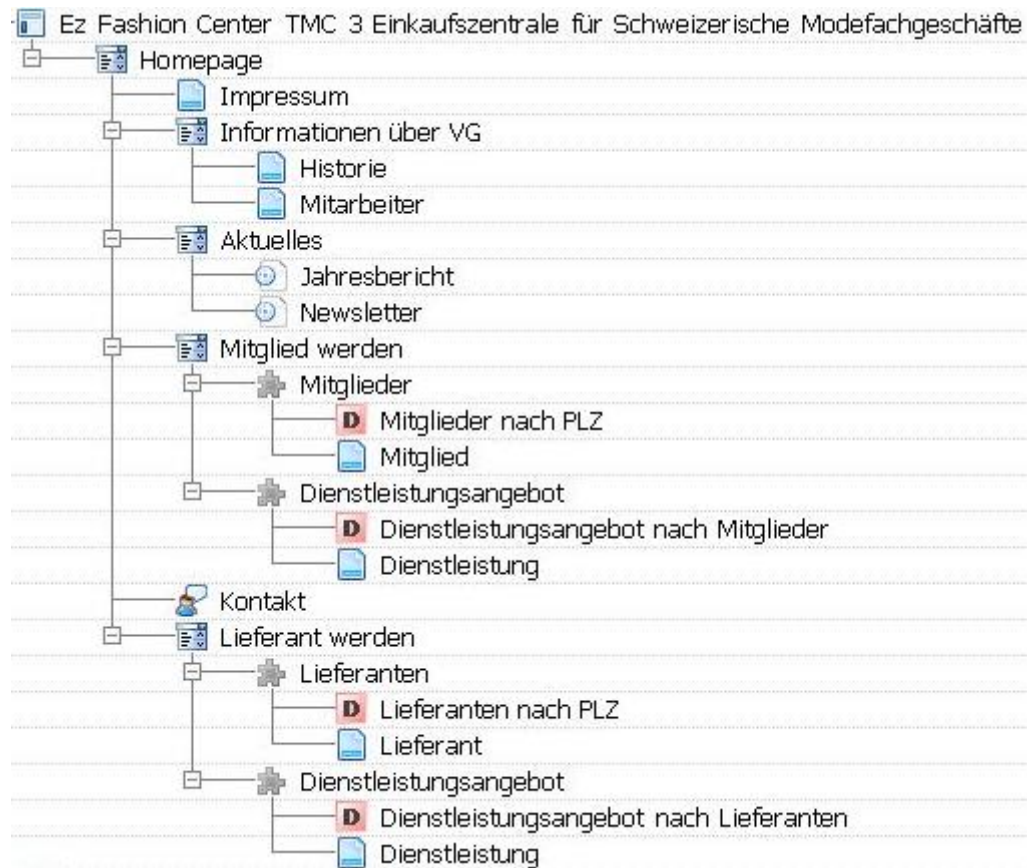 Ez Fashion Center TMC 3 Einkaufszentrale für Schweizerische Modefachgeschäfte
Homepage
Impressum
Informationen über VG
Historie
Mitarbeiter
Aktuelles
Jahresbericht
Newsletter
Mitglied werden
Mitglieder
D Mitglieder nach PLZ
Mitglied
Dienstleistungsangebot
D Dienstleistungsangebot nach Mitglieder
Dienstleistung
Kontakt
Lieferant werden
Lieferanten
D Lieferanten nach PLZ
Lieferant
Dienstleistungsangebot
D Dienstleistungsangebot nach Lieferanten
Dienstleistung